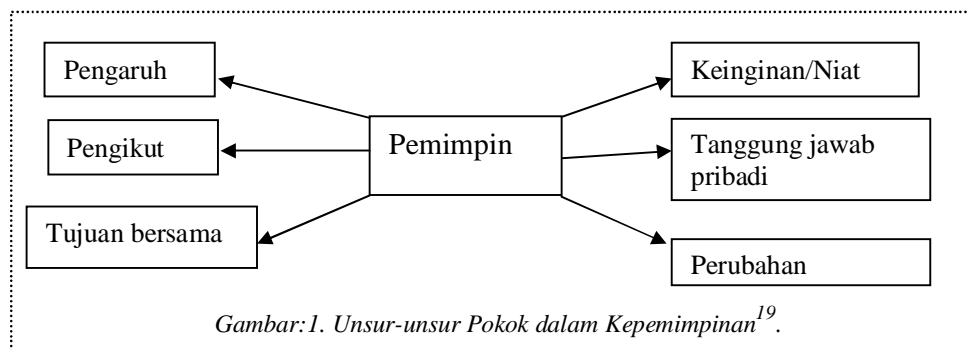 Pengaruh
Pengikut
Tujuan bersama
Pemimpin
Keinginan/Niat
Tanggung jawab
pribadi
Perubahan
Gambar:1. Unsur-unsur Pokok dalam Kepemimpinan19.